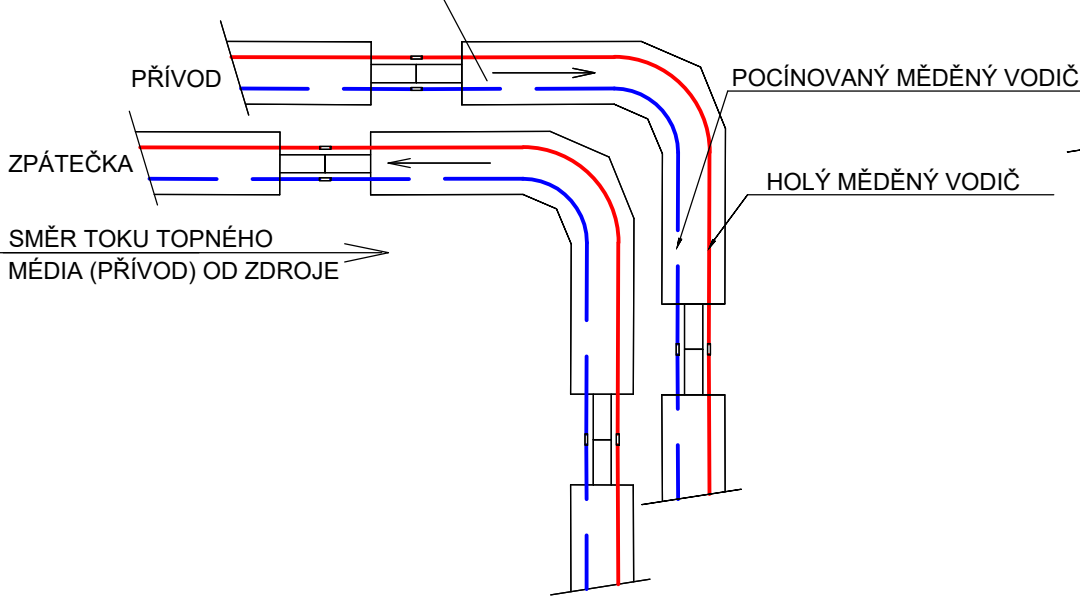 PŘÍVOD
POCÍNOVANÝ MĚDĚNÝ VODIČ
ZPÁTEČKA
HOLÝ MĚDĚNÝ VODIČ
SMĚR TOKU TOPNÉHO
MÉDIA (PŘÍVOD) OD ZDROJE